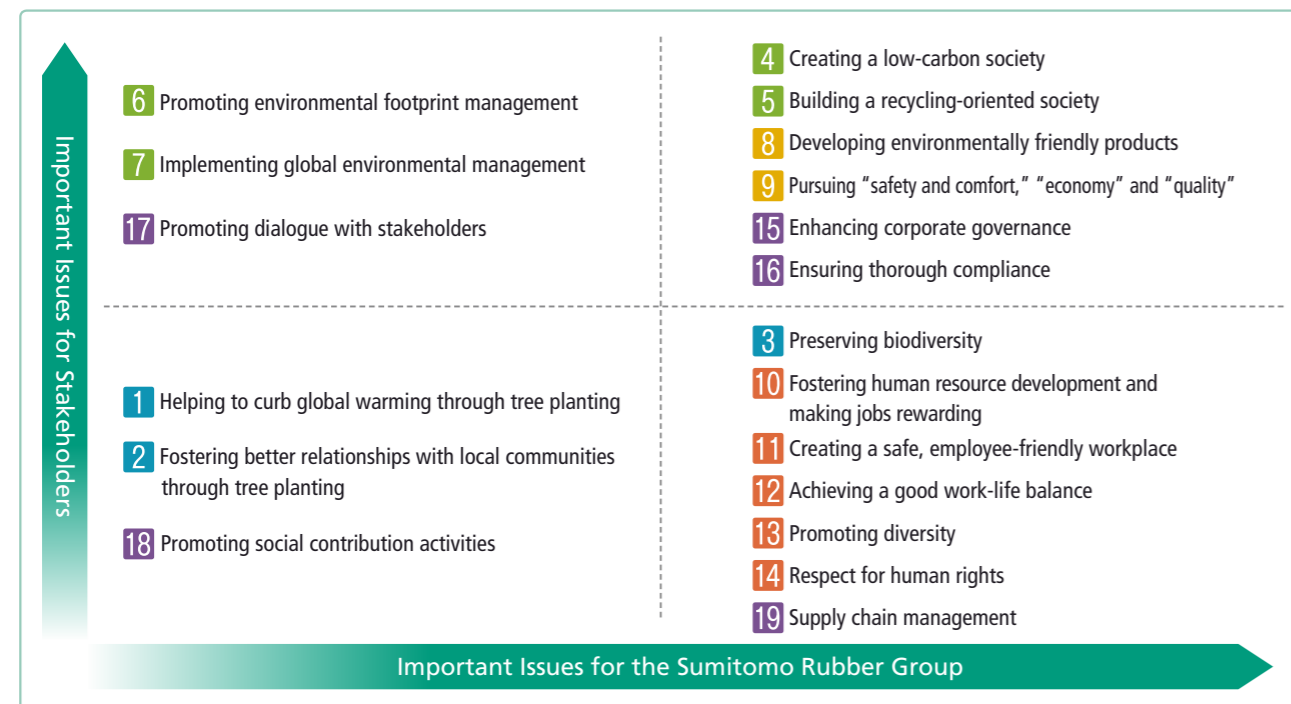 Important Issues for Stakeholders
6 Promoting environmental footprint management
7 Implementing global environmental management
17 Promoting dialogue with stakeholders
4 Creating a low-carbon society
5 Building a recycling-oriented society
8 Developing environmentally friendly products
9 Pursuing “safety and comfort,” “economy” and “quality”
15 Enhancing corporate governance
16 Ensuring thorough compliance
1 Helping to curb global warming through tree planting
2 Fostering better relationships with local communities
through tree planting
18 Promoting social contribution activities
3 Preserving biodiversity
10 Fostering human resource development and
making jobs rewarding
11 Creating a safe, employee-friendly workplace
12 Achieving a good work-life balance
13 Promoting diversity
14 Respect for human rights
19 Supply chain management
Important Issues for the Sumitomo Rubber Group